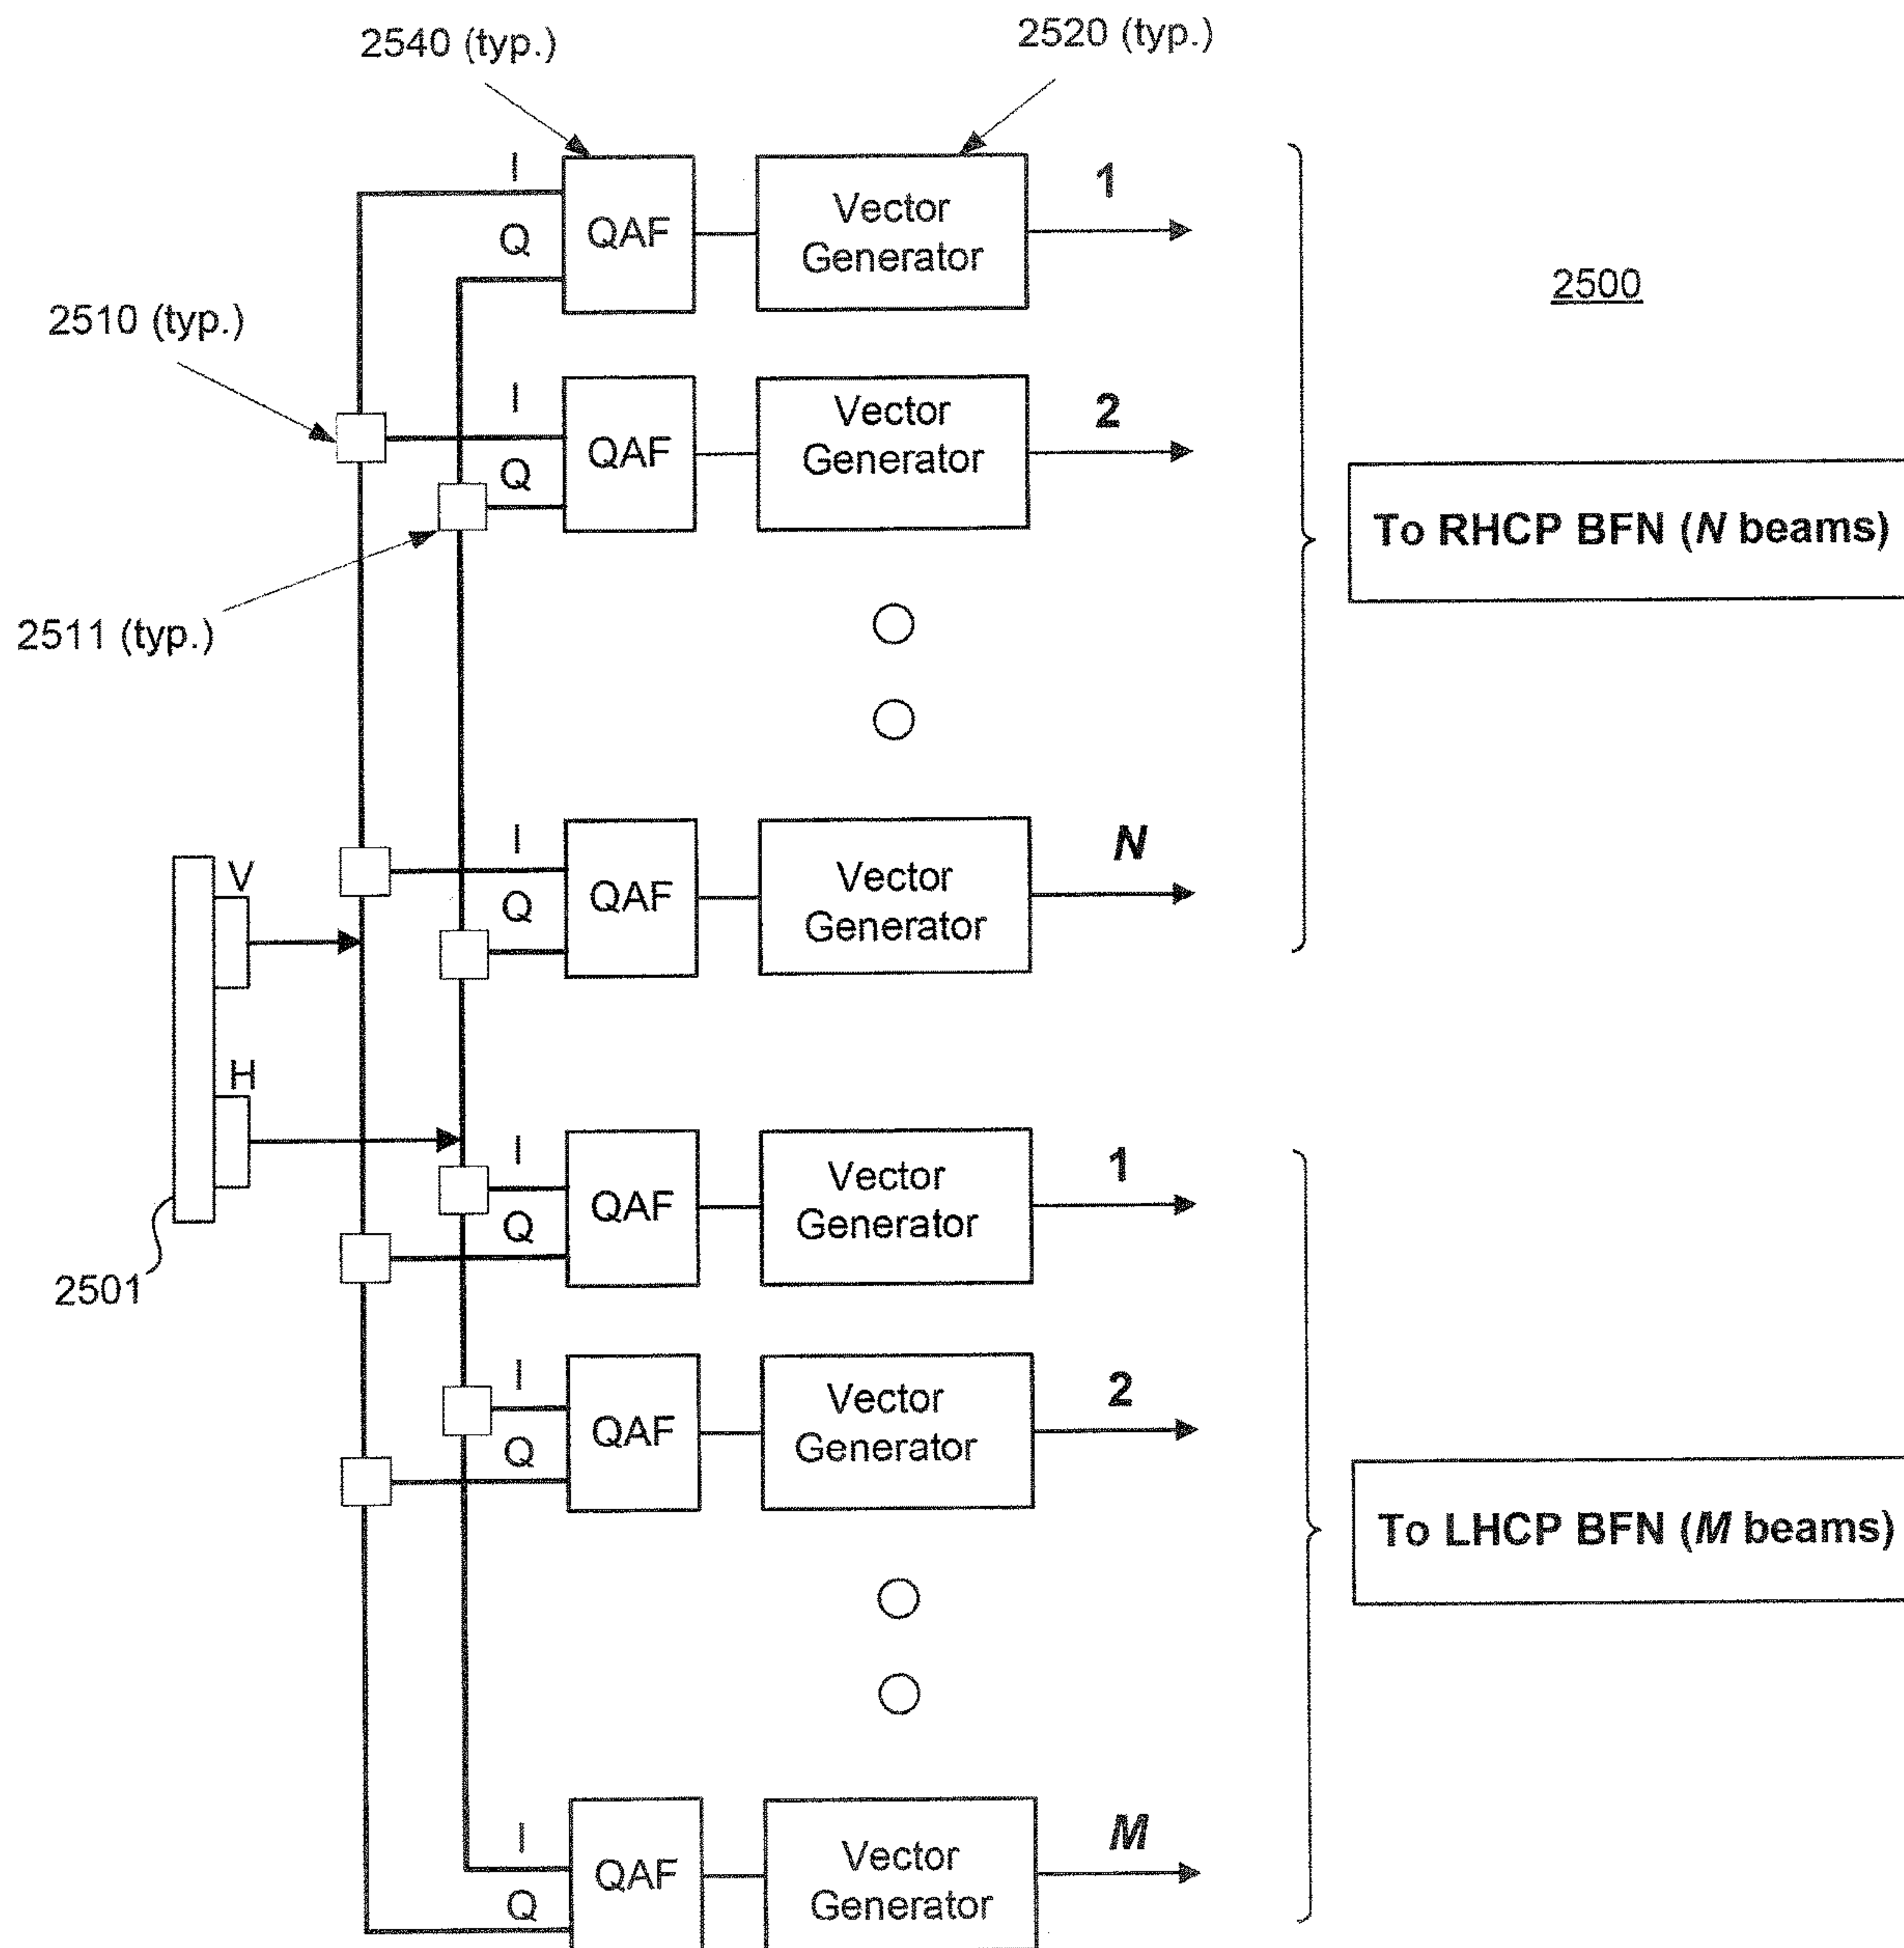 2540 (typ.)
2520 (typ.)
I
Q
QAF
Vector
Generator
1
2500
2510 (typ.)
I
Q
QAF
Vector
Generator
2
To RHCP BFN (N beams)
2511 (typ.)
I
Q
QAF
Vector
Generator
N
V
H
2501
I
Q
QAF
Vector
Generator
1
I
Q
QAF
Vector
Generator
2
To LHCP BFN (M beams)
I
Q
QAF
Vector
Generator
M